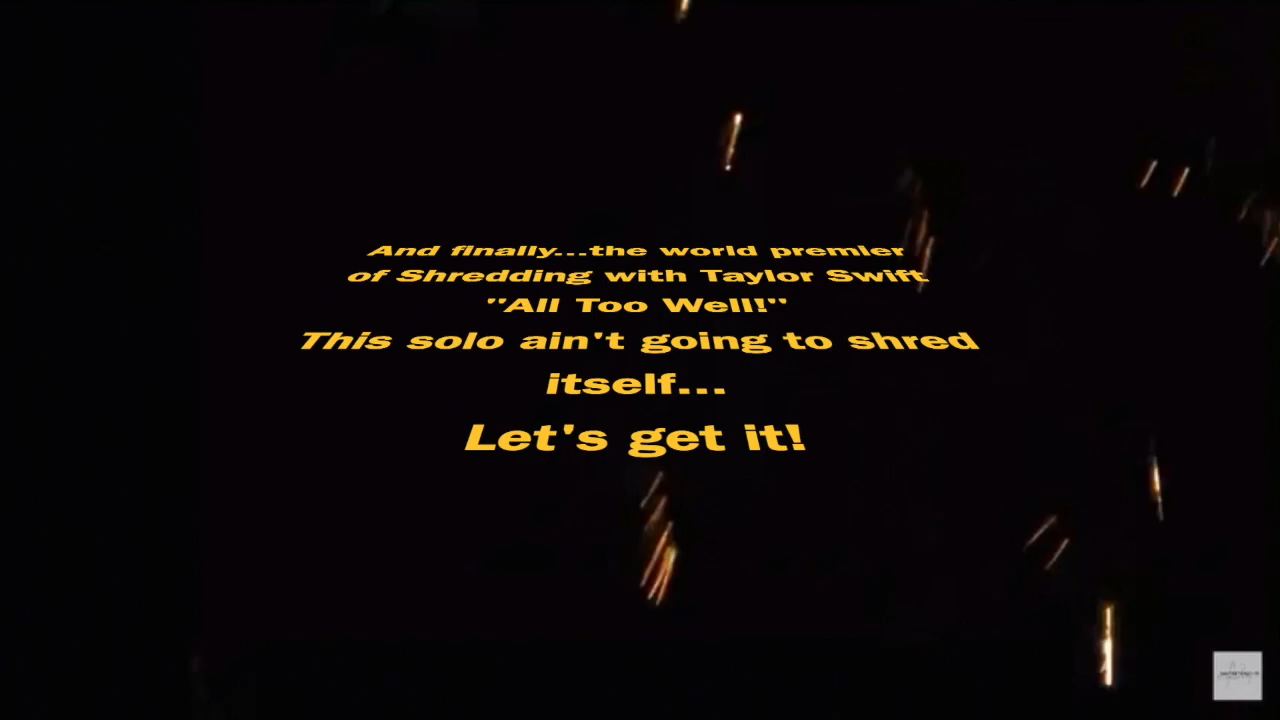 And finally...the world premier
of Shredding with Taylor Swift
"All Too Well!"
This solo ain't going to shred
itself...
Let's get it!